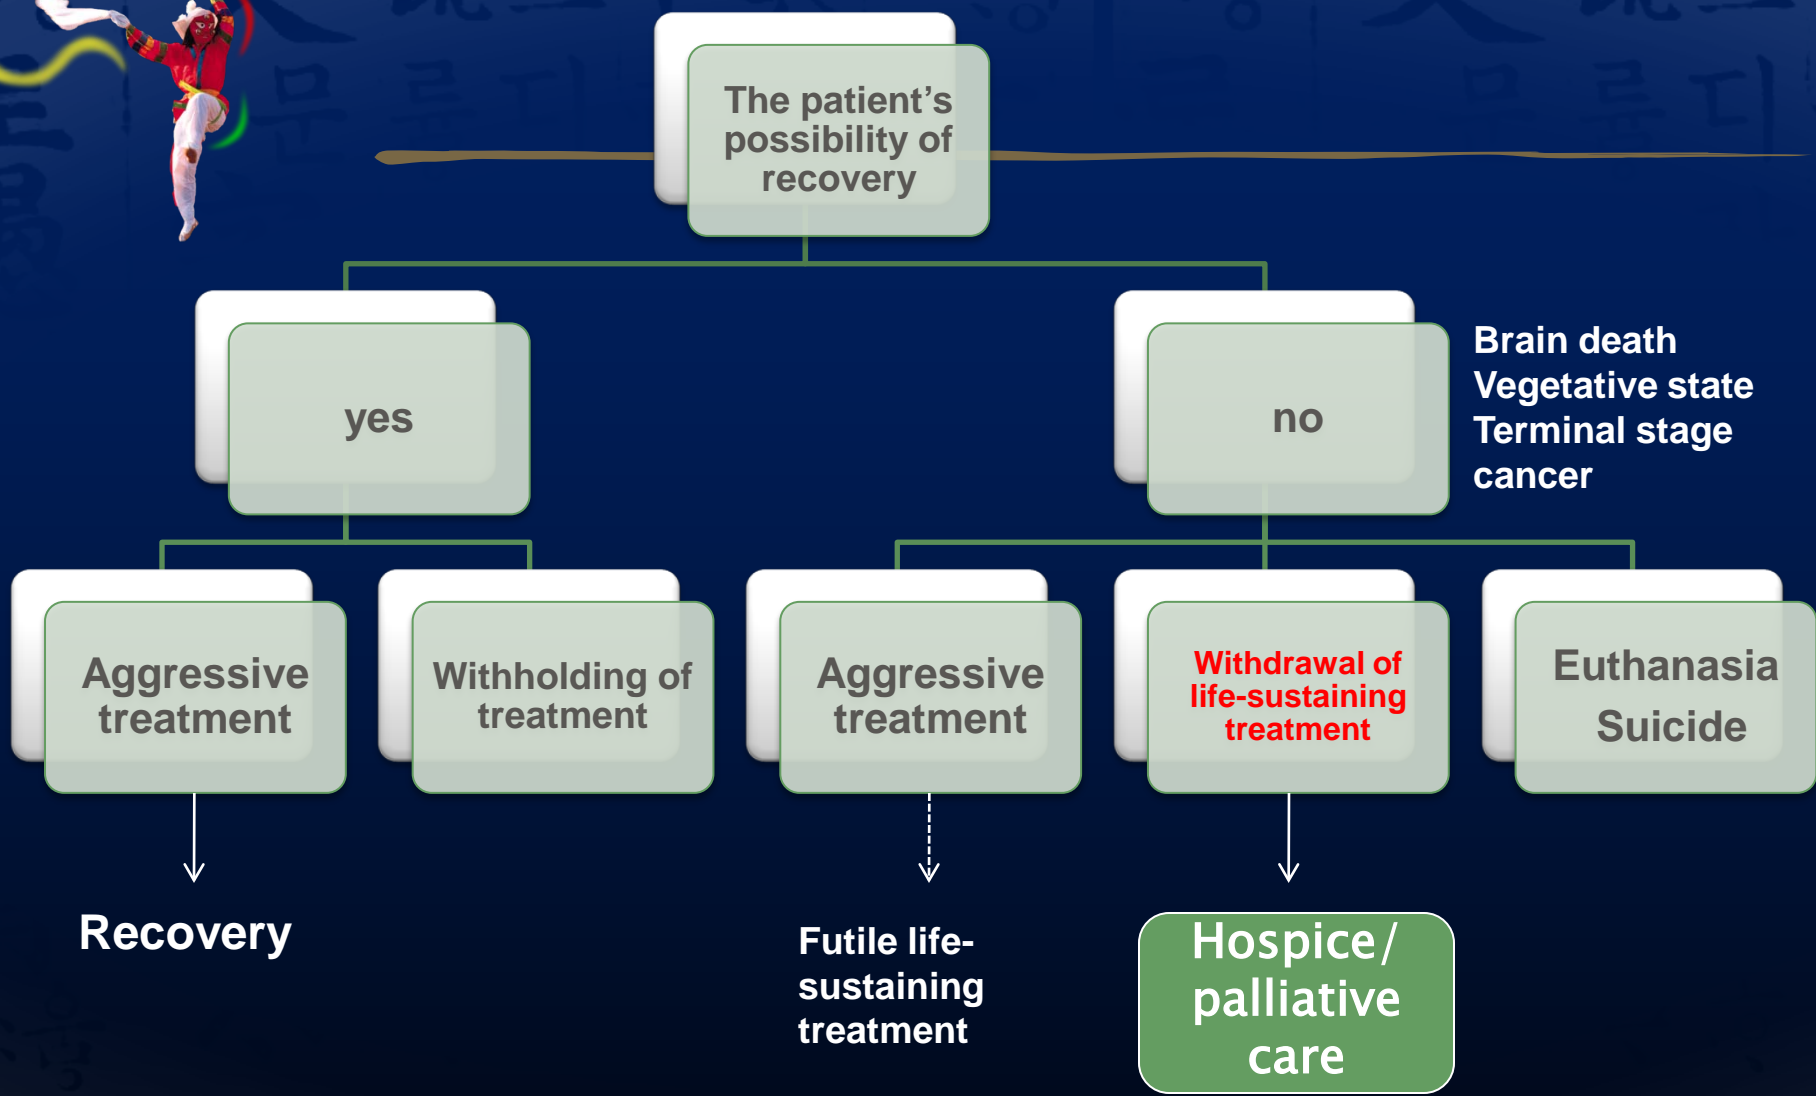 The patient's
possibility of
recovery
yes
no
Brain death
Vegetative state
Terminal stage
cancer
Aggressive
treatment
Withholding of
treatment
Aggressive
treatment
Withdrawal of
life-sustaining
treatment
Euthanasia
Suicide
Recovery
Futile life-
sustaining
treatment
Hospice/
palliative
care